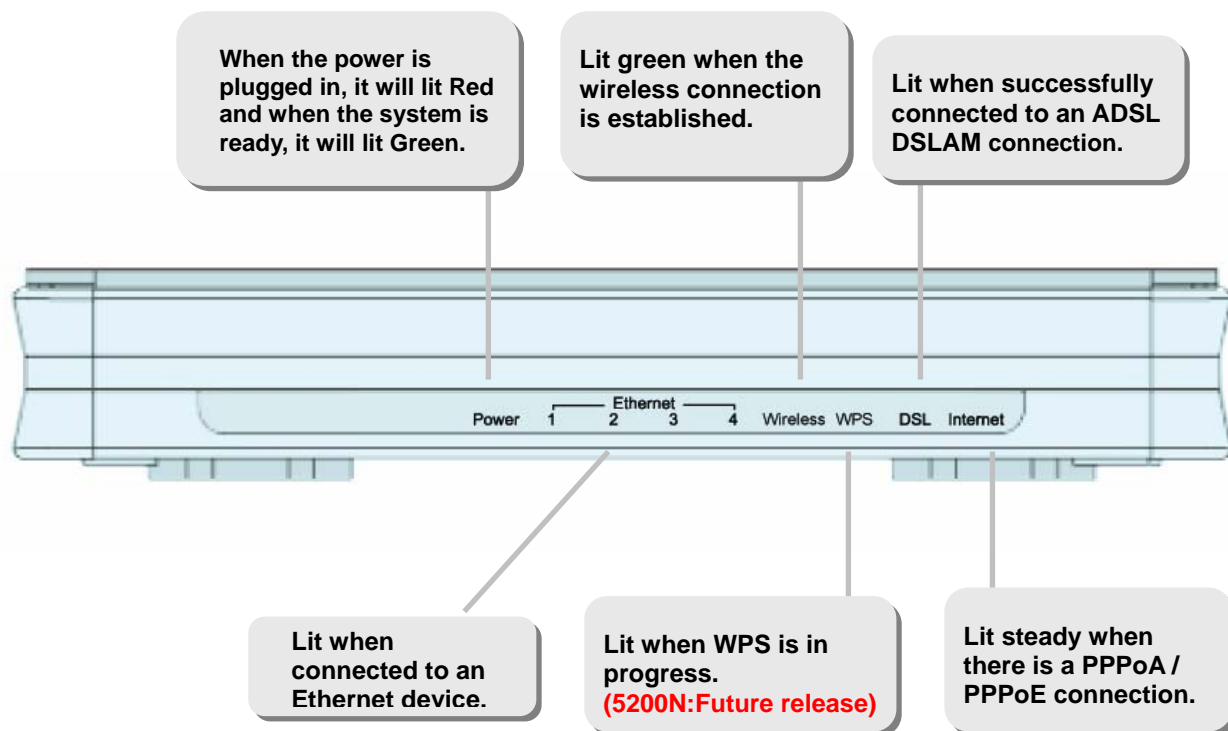 When the power is
plugged in, it will lit Red
and when the system is
ready, it will lit Green.
Lit green when the
wireless connection
is established.
Lit when successfully
connected to an ADSL
DSLAM connection.
Ethernet
Power 1 2 3 4 Wireless WPS DSL Internet
Lit when
connected to an
Ethernet device.
Lit when WPS is in
progress.
(5200N:Future release)
Lit steady when
there is a PPPoA /
PPPoE connection.